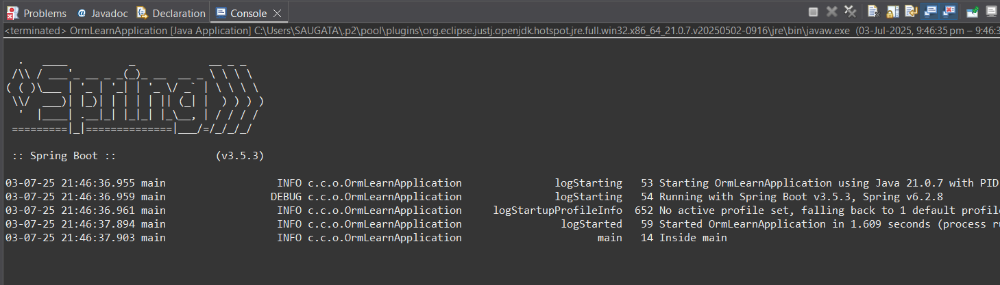 Problems @ Javadoc Declaration Console
<terminated> OrmLearnApplication [Java Application] C:\Users\SAUGATA\.p2\pool\plugins\org.eclipse.justj.openjdk.hotspot.jre.full.win32.x86_64_21.0.7.v20250502-0916\jre\bin\javaw.exe (03-Jul-2025, 9:46:35 pm – 9:46:3
  .   ____          _            __ _ _
 /\\ / ___'_ __ _ _(_)_ __  __ _ \ \ \ \
( ( )\___ | '_ | '_| | '_ \/ _` | \ \ \ \
 \\/  ___)| |_)| | | | | || (_| |  ) ) ) )
  '  |____| .__|_| |_|_| |_\__, | / / / /
 =========|_|==============|___/=/_/_/_/
 :: Spring Boot ::                (v3.5.3)
03-07-25 21:46:36.955 main INFO c.c.o.OrmLearnApplication logStarting 53 Starting OrmLearnApplication using Java 21.0.7 with PID
03-07-25 21:46:36.959 main DEBUG c.c.o.OrmLearnApplication logStarting 54 Running with Spring Boot v3.5.3, Spring v6.2.8
03-07-25 21:46:36.961 main INFO c.c.o.OrmLearnApplication logStartupProfileInfo 652 No active profile set, falling back to 1 default profile
03-07-25 21:46:37.894 main INFO c.c.o.OrmLearnApplication logStarted 59 Started OrmLearnApplication in 1.609 seconds (process ru
03-07-25 21:46:37.903 main INFO c.c.o.OrmLearnApplication main 14 Inside main